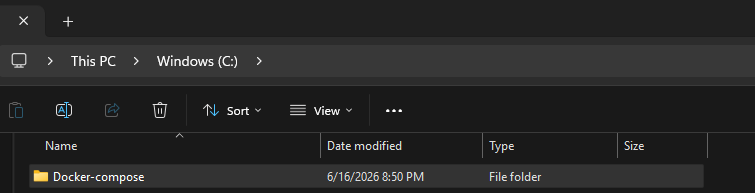 This PC Windows (C:)
Sort View
Name Date modified Type Size
Docker-compose 6/16/2026 8:50 PM File folder